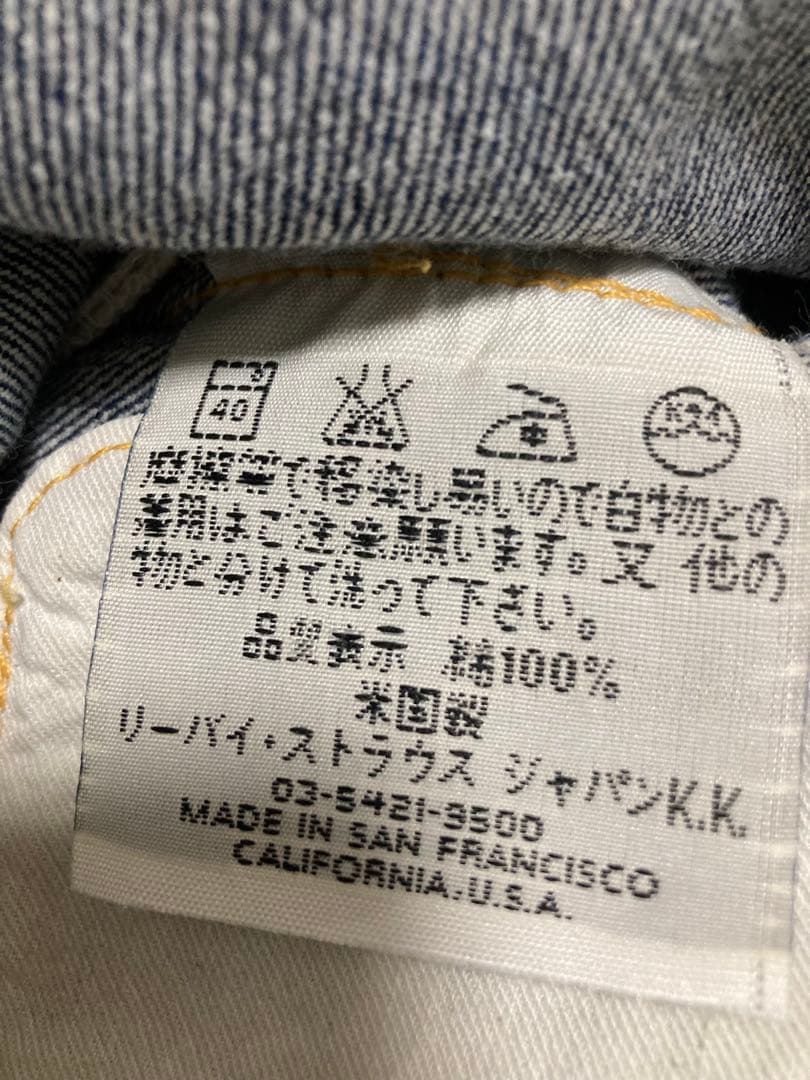 40
摩擦等で移染し易いので白物との
着用はご注意願います。又 他の
物と分けて洗って下さい。
品質表示 綿100%
米国製
リーバイ・ストラウス ジャパンK.K.
03-5421-9500
MADE IN SAN FRANCISCO
CALIFORNIA.U.S.A.